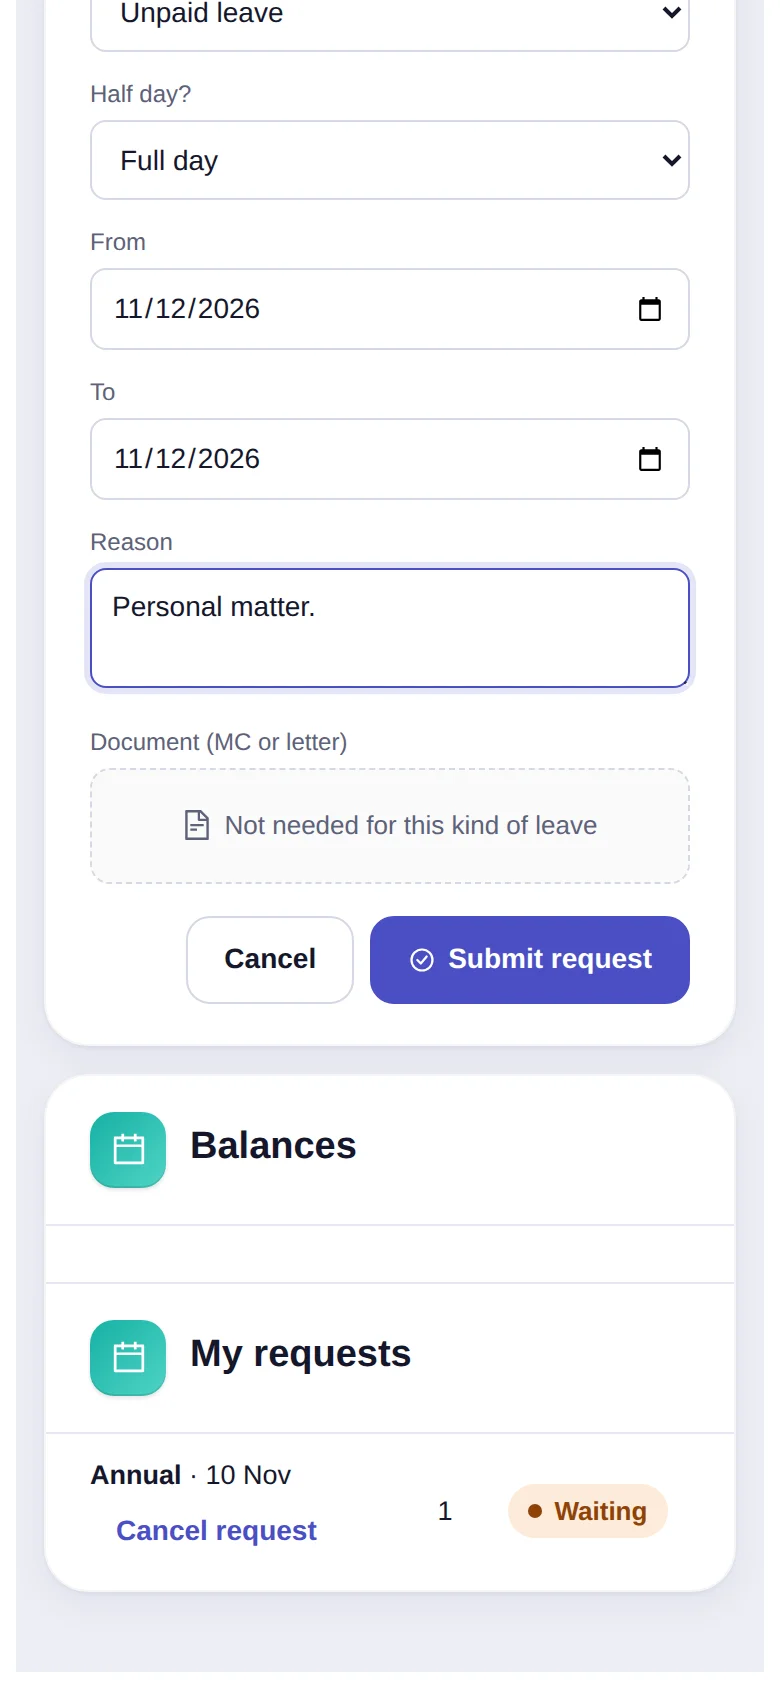 Unpaid leave
Half day?
Full day
From
11/12/2026
To
11/12/2026
Reason
Personal matter.
Document (MC or letter)
Not needed for this kind of leave
Cancel
Submit request
Balances
My requests
Annual · 10 Nov
1
Waiting
Cancel request